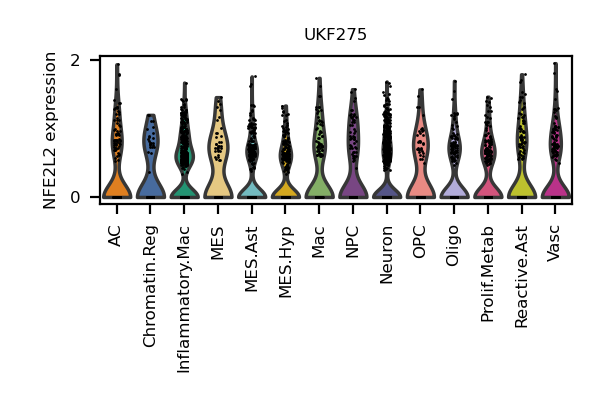 UKF275
NFE2L2 expression
2
0
AC
Chromatin.Reg
Inflammatory.Mac
MES
MES.Ast
MES.Hyp
Mac
NPC
Neuron
OPC
Oligo
Prolif.Metab
Reactive.Ast
Vasc